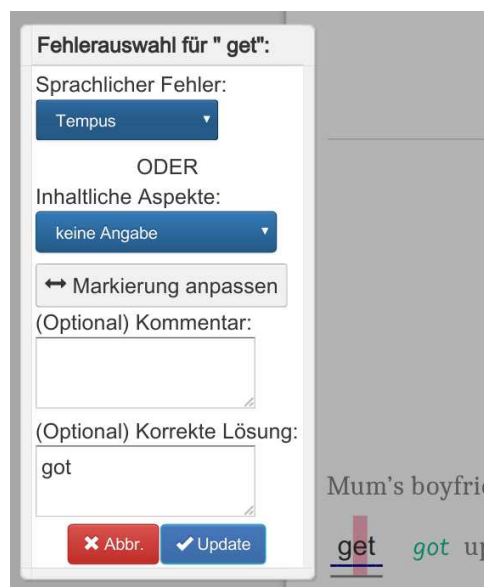 Fehlerauswahl für " get":
Sprachlicher Fehler:
Tempus
ODER
Inhaltliche Aspekte:
keine Angabe
Markierung anpassen
(Optional) Kommentar:
(Optional) Korrekte Lösung:
got
Abbr. Update
Mum's
get got